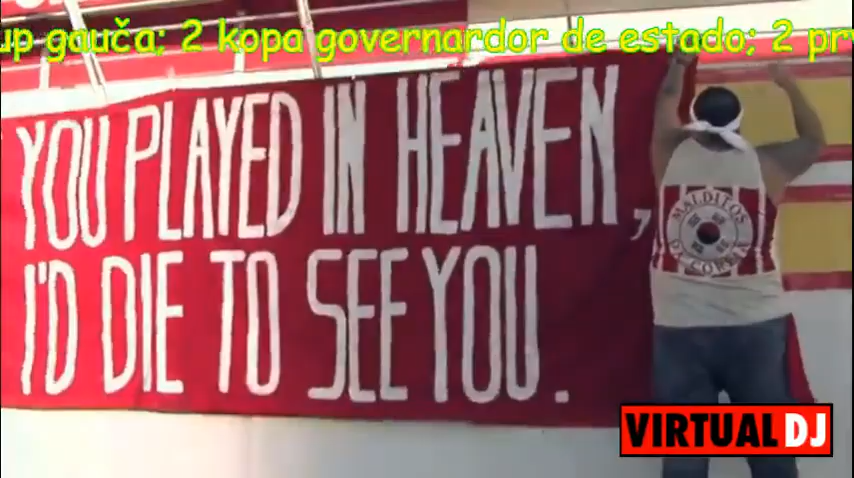 up gauča; 2 kopa governardor de estado; 2 prv
YOU PLAYED IN HEAVEN,
I'D DIE TO SEE YOU.
MALDITOS
VIRTUAL DJ